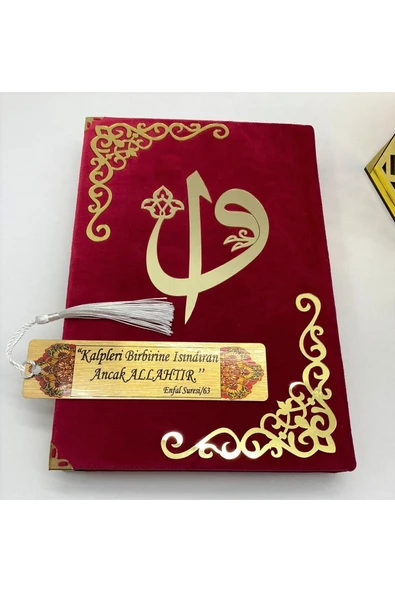 "Kalpleri Birbirine Isındıran
Ancak ALLAHTIR."
Enfal Suresi/63